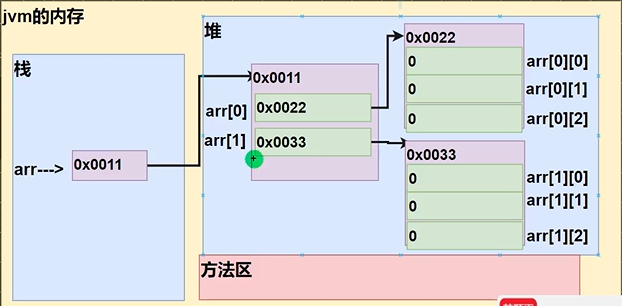 jvm的内存
栈
arr--->
0x0011
堆
0x0011
arr[0]
0x0022
arr[1]
0x0033
0x0022
0
arr[0][0]
0
arr[0][1]
0
arr[0][2]
0x0033
0
arr[1][0]
0
arr[1][1]
0
arr[1][2]
方法区